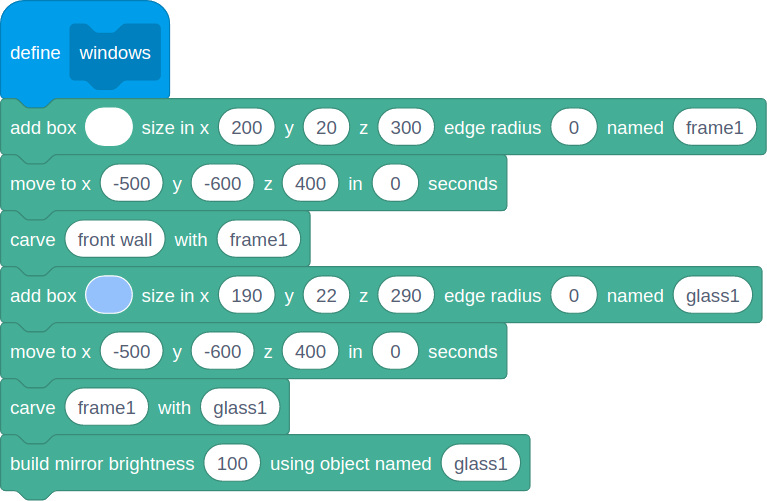 define windows
add box size in x 200 y 20 z 300 edge radius 0 named frame1
move to x -500 y -600 z 400 in 0 seconds
carve front wall with frame1
add box size in x 190 y 22 z 290 edge radius 0 named glass1
move to x -500 y -600 z 400 in 0 seconds
carve frame1 with glass1
build mirror brightness 100 using object named glass1